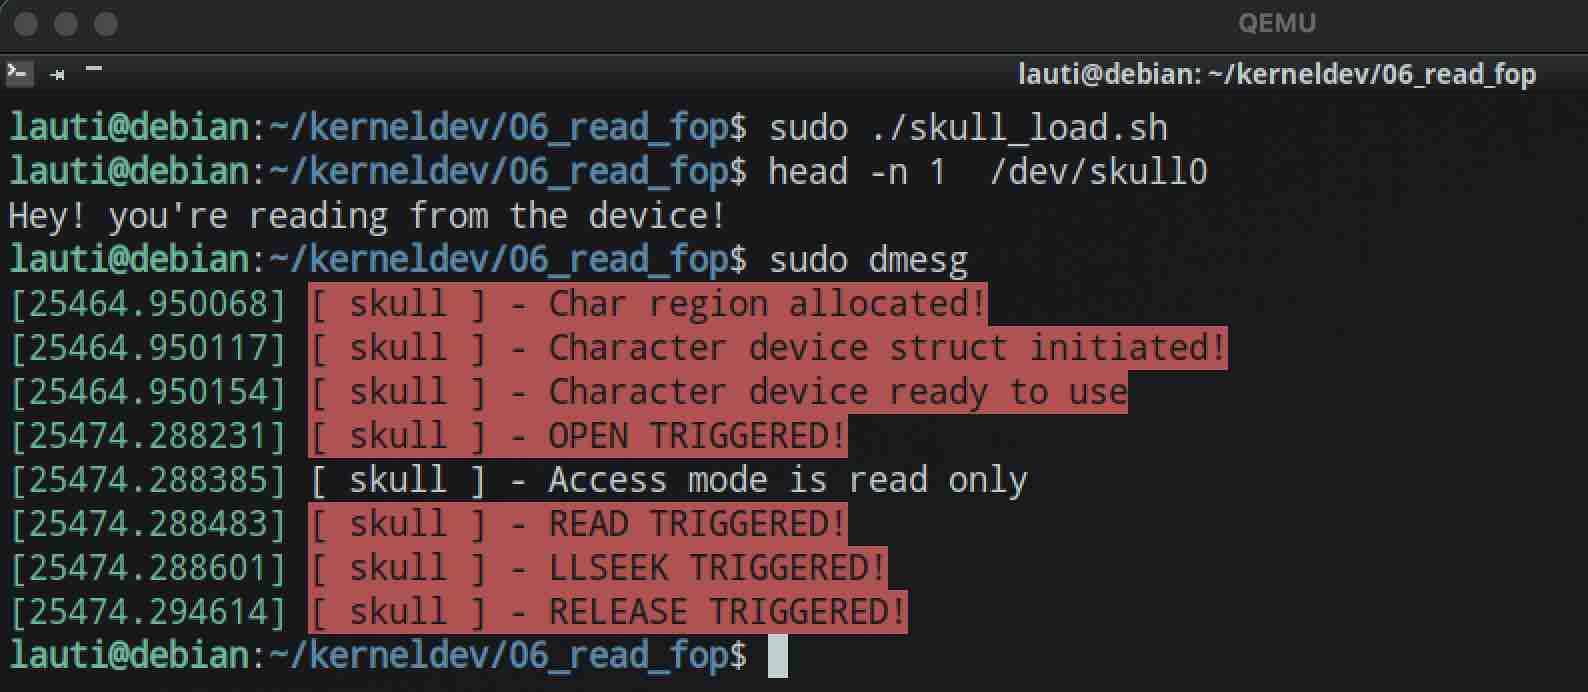 QEMU
lauti@debian: ~/kerneldev/06_read_fop
lauti@debian:~/kerneldev/06_read_fop$ sudo ./skull_load.sh
lauti@debian:~/kerneldev/06_read_fop$ head -n 1  /dev/skull0
Hey! you're reading from the device!
lauti@debian:~/kerneldev/06_read_fop$ sudo dmesg
[25464.950068] [ skull ] - Char region allocated!
[25464.950117] [ skull ] - Character device struct initiated!
[25464.950154] [ skull ] - Character device ready to use
[25474.288231] [ skull ] - OPEN TRIGGERED!
[25474.288385] [ skull ] - Access mode is read only
[25474.288483] [ skull ] - READ TRIGGERED!
[25474.288601] [ skull ] - LLSEEK TRIGGERED!
[25474.294614] [ skull ] - RELEASE TRIGGERED!
lauti@debian:~/kerneldev/06_read_fop$